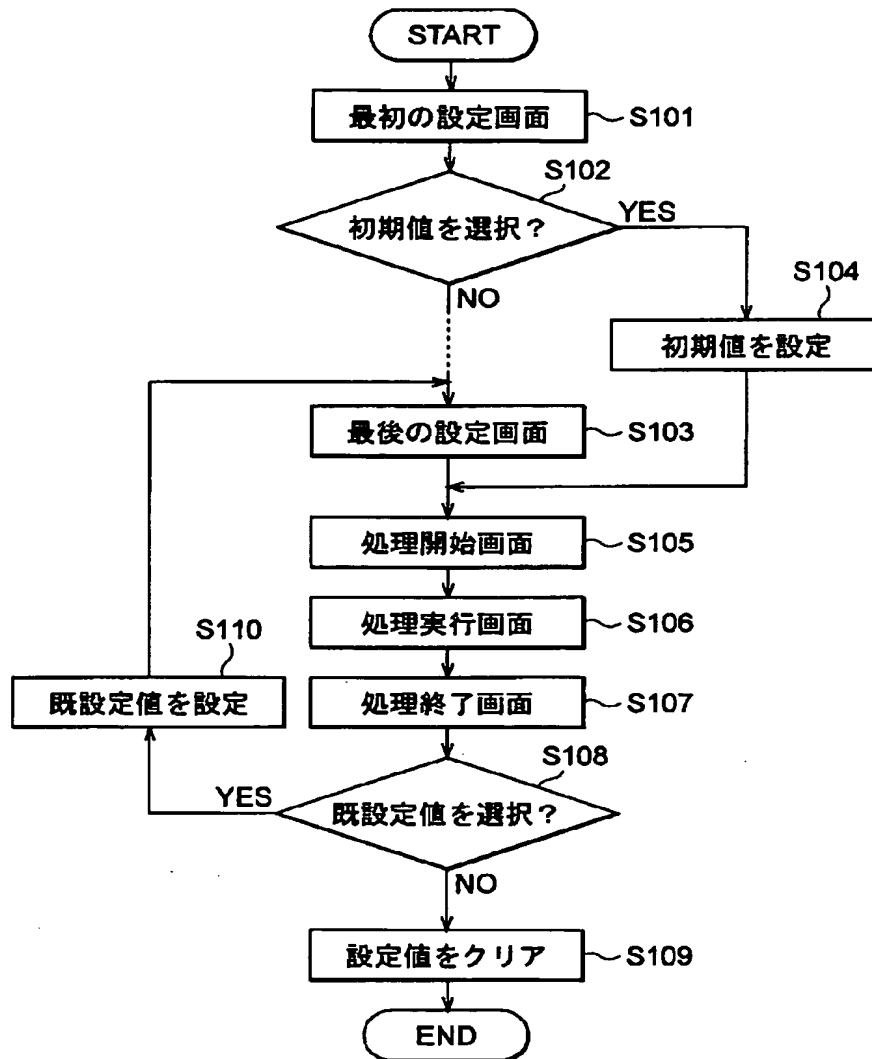 START
最初の設定画面
S101
S102
初期値を選択？
YES
NO
S104
初期値を設定
最後の設定画面
S103
処理開始画面
S105
処理実行画面
S106
S110
既設定値を設定
処理終了画面
S107
S108
YES
既設定値を選択？
NO
設定値をクリア
S109
END